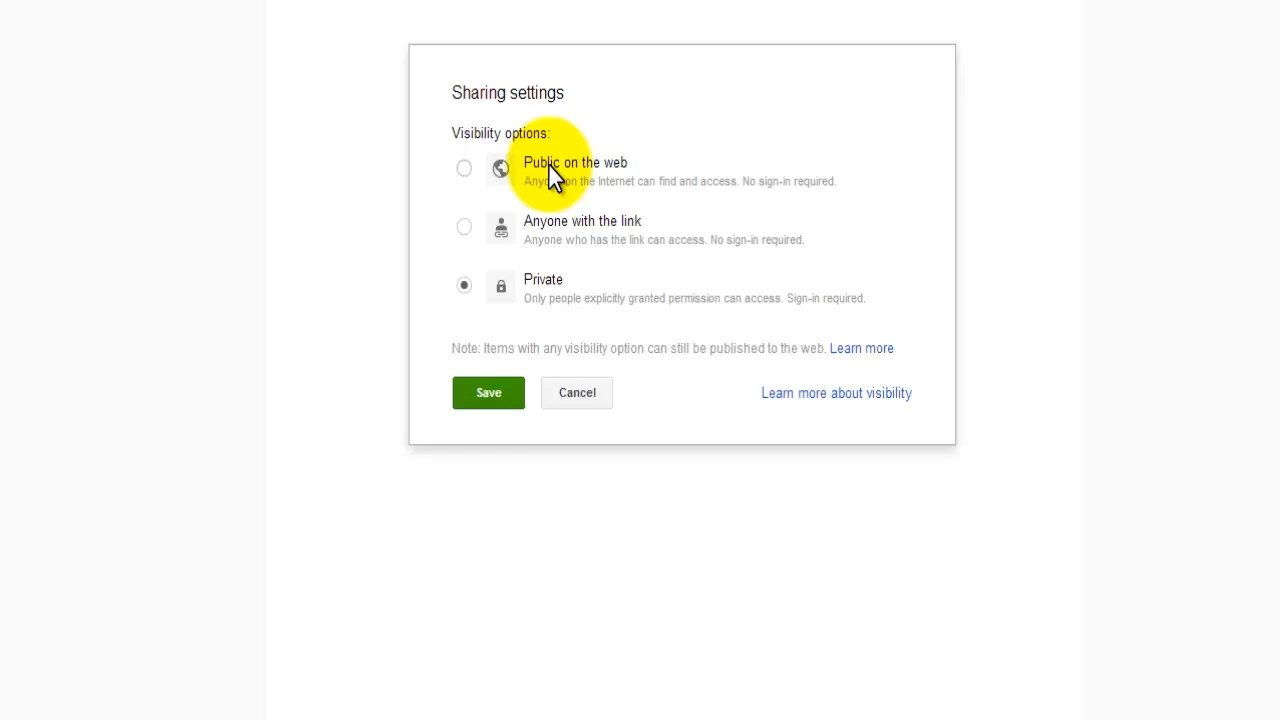 Sharing settings
Visibility options:
Public on the web
Anyone on the Internet can find and access. No sign-in required.
Anyone with the link
Anyone who has the link can access. No sign-in required.
Private
Only people explicitly granted permission can access. Sign-in required.
Note: Items with any visibility option can still be published to the web. Learn more
Save Cancel Learn more about visibility